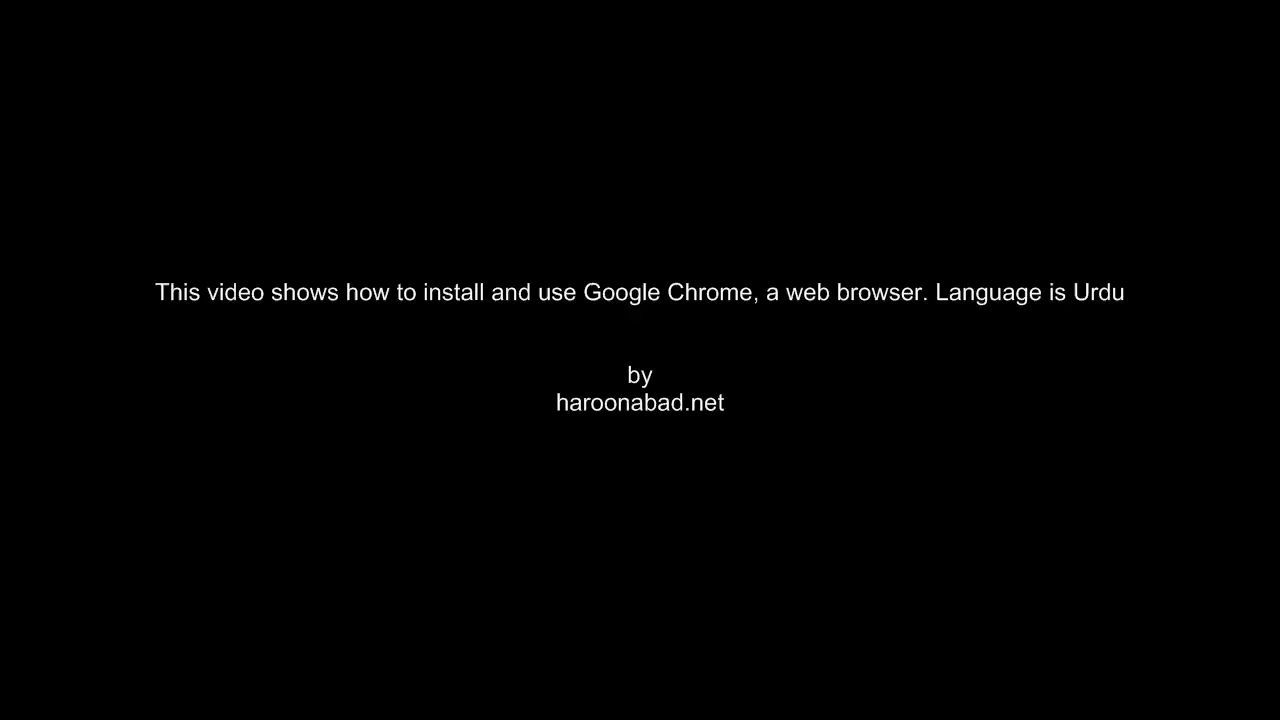 This video shows how to install and use Google Chrome, a web browser. Language is Urdu
by
haroonabad.net